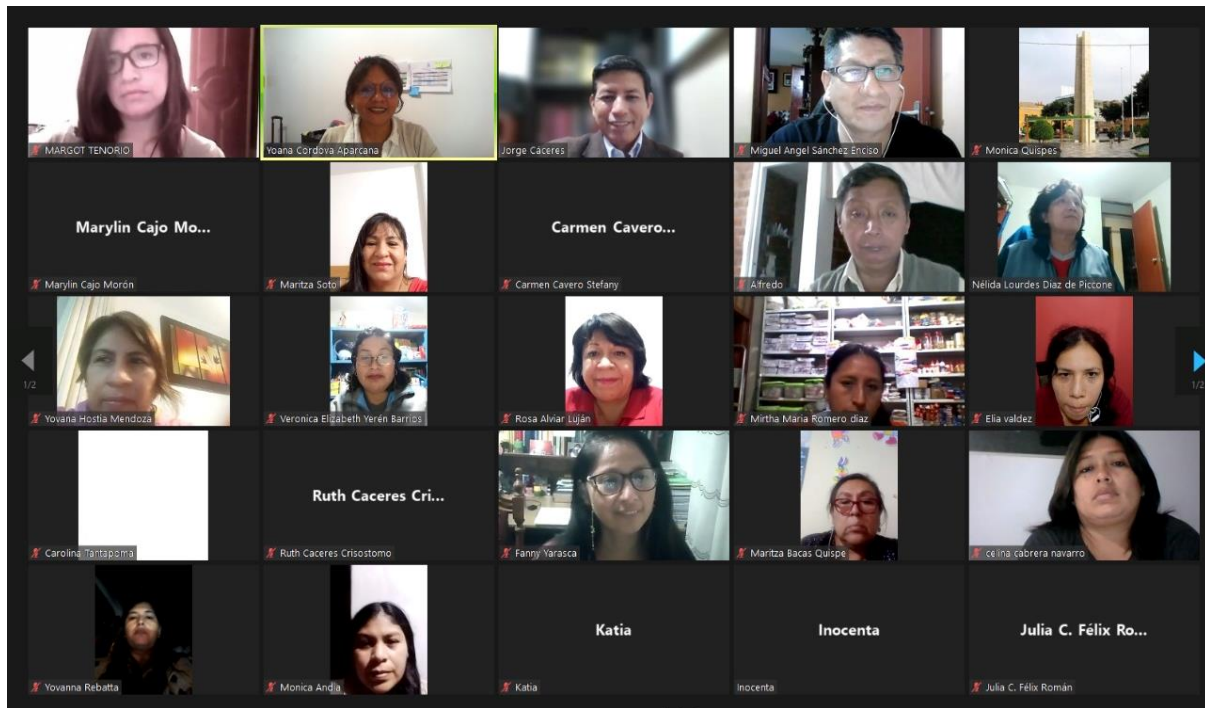 MARGOT TENORIO
Yoana Cordova Aparcana
Jorge Cáceres
Miguel Angel Sánchez Enciso
Monica Quispes
Marylin Cajo Mo...
Marylin Cajo Morón
Maritza Soto
Carmen Cavero...
Carmen Cavero Stefany
Alfredo
Nélida Lourdes Diaz de Piccone
1/2
Yovana Hostia Mendoza
Veronica Elizabeth Yerén Barrios
Rosa Alviar Luján
Mirtha Maria Romero diaz
Elía valdez
1/2
Carolina Tantapoma
Ruth Caceres Cri...
Ruth Caceres Crisostomo
Fanny Yarasca
Maritza Bacas Quispe
celina cabrera navarro
Yovanna Rebatta
Monica Andia
Katia
Katia
Inocenta
Inocenta
Julia C. Félix Ro...
Julia C. Félix Román